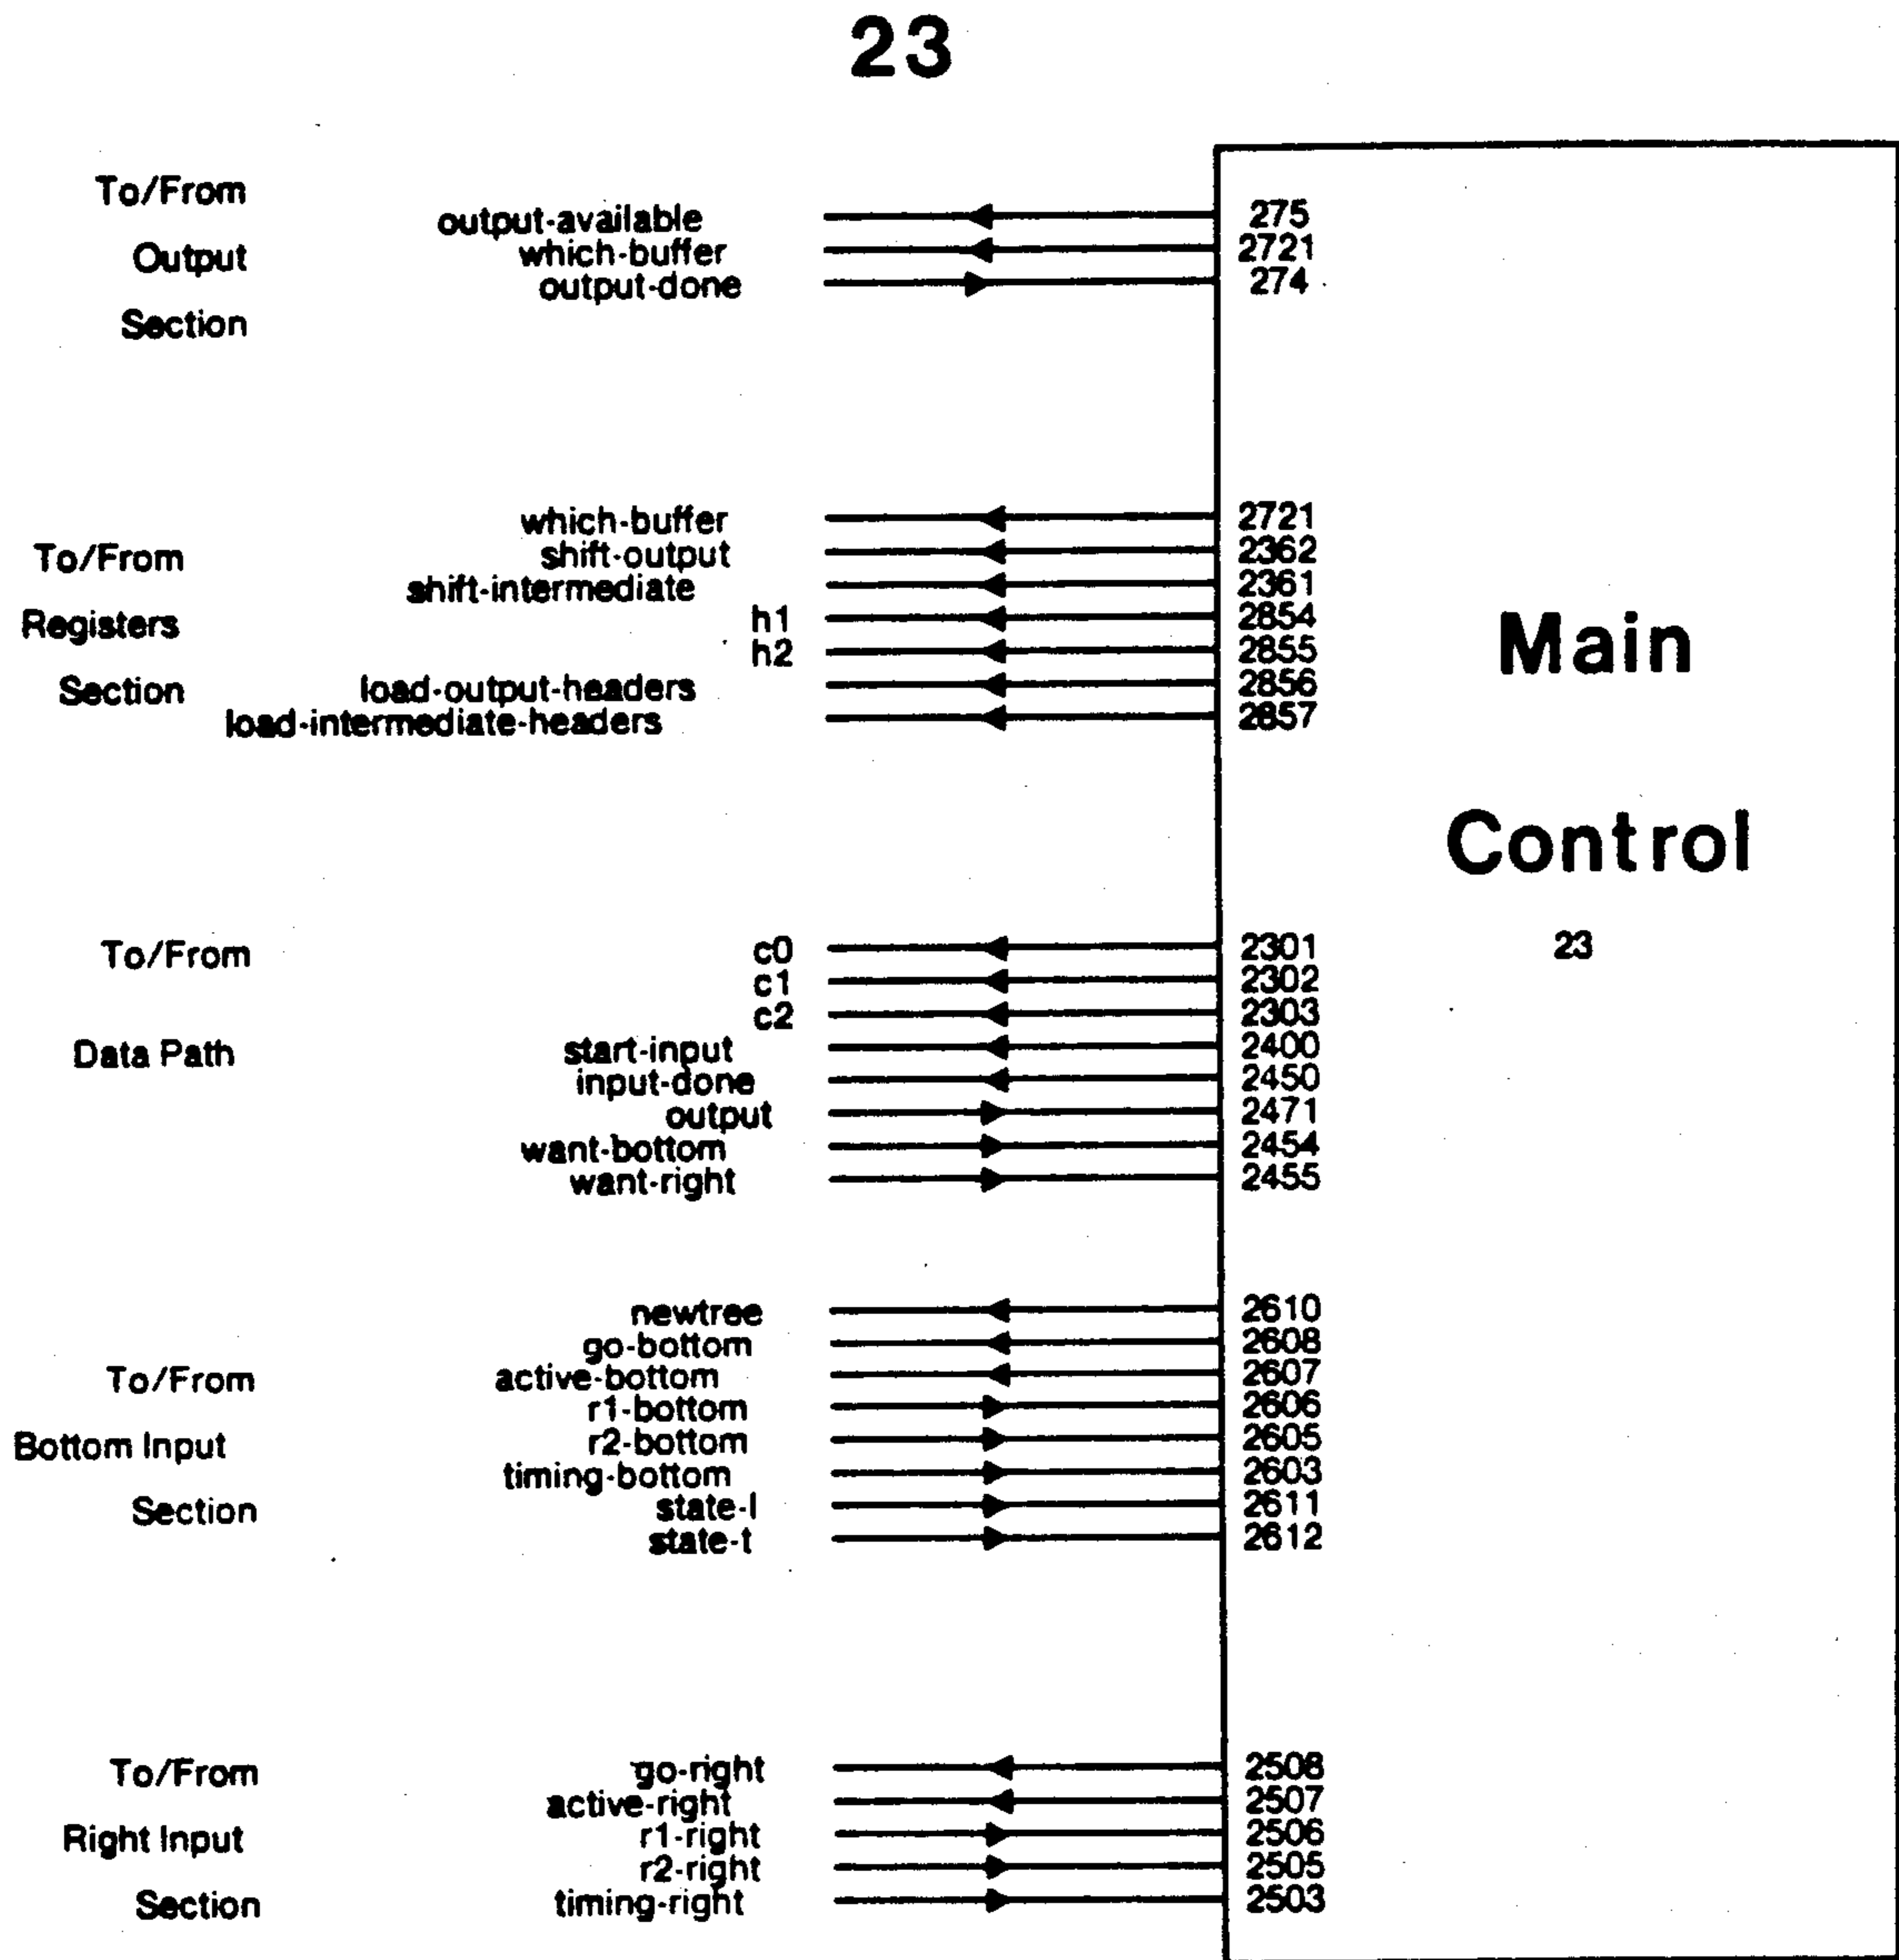 23
To/From
Output
Section
output-available 275
which-buffer 2721
output-done 274
To/From
Registers
Section
which-buffer 2721
shift-output 2362
shift-intermediate 2361
h1 2854
h2 2855
load-output-headers 2856
load-intermediate-headers 2857
Main
Control
23
To/From
Data Path
c0 2301
c1 2302
c2 2303
start-input 2400
input-done 2450
output 2471
want-bottom 2454
want-right 2455
To/From
Bottom Input
Section
newtree 2610
go-bottom 2608
active-bottom 2607
r1-bottom 2606
r2-bottom 2605
timing-bottom 2603
state-l 2611
state-t 2612
To/From
Right Input
Section
go-right 2508
active-right 2507
r1-right 2506
r2-right 2505
timing-right 2503